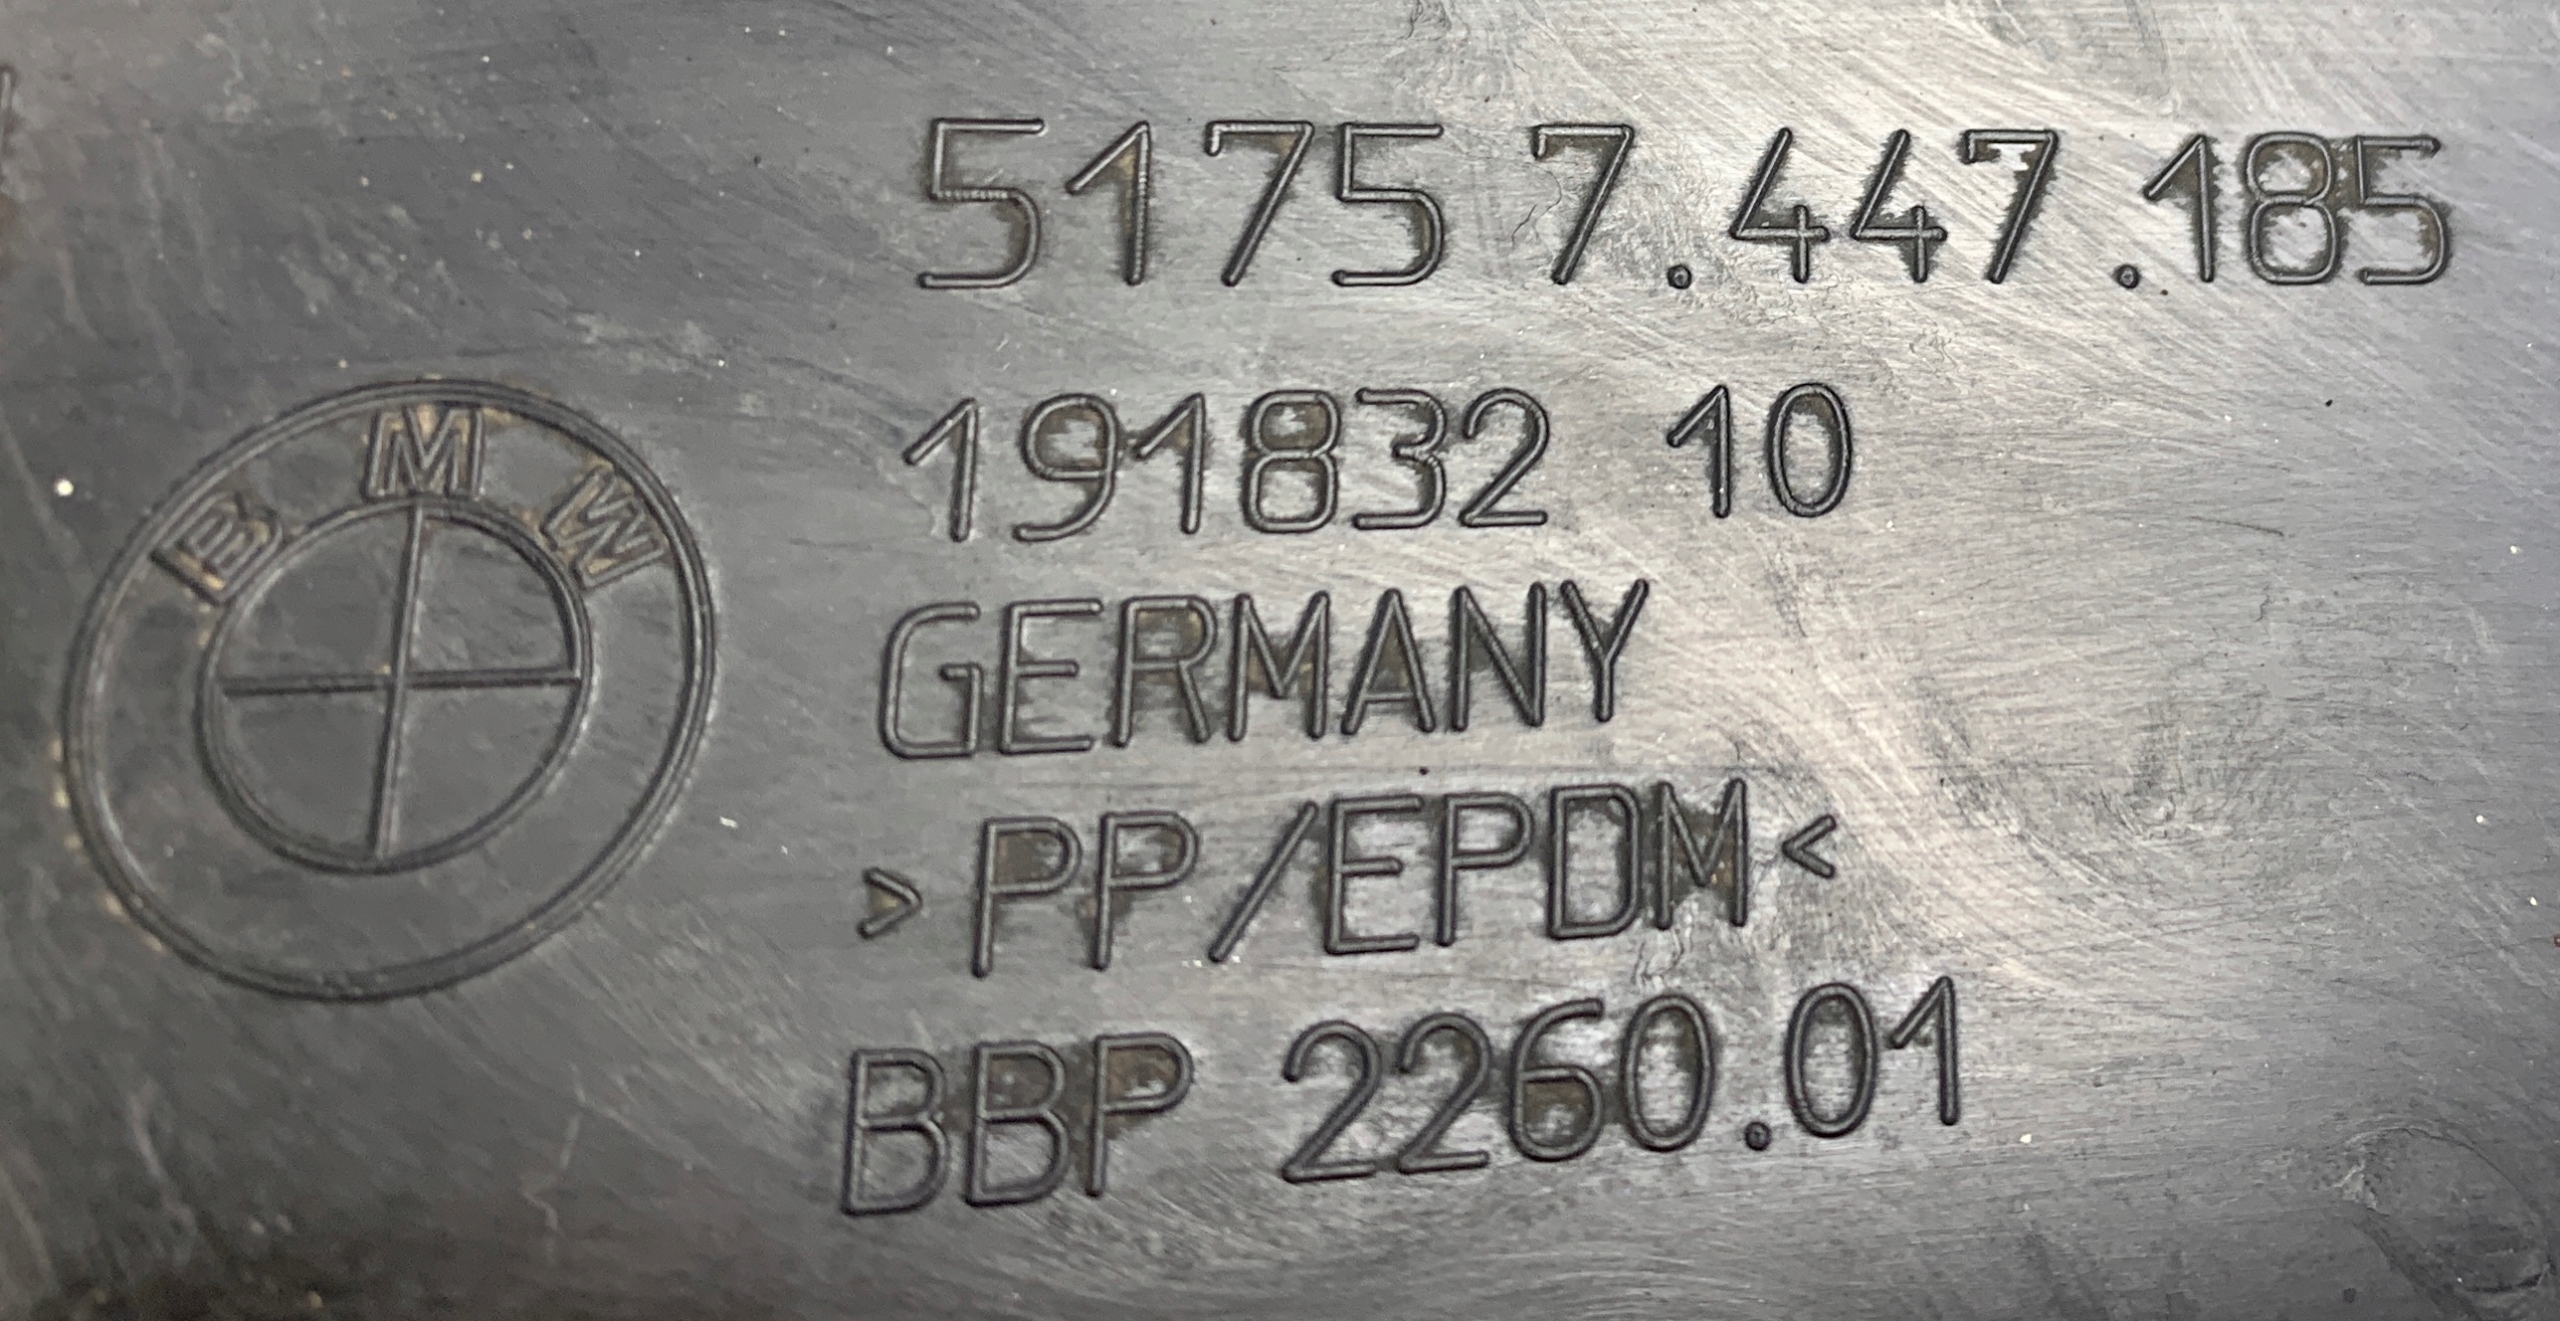 5175 7.447.185
191832 10
BMW
GERMANY
>PP/EPDM<
BBP 2260.01